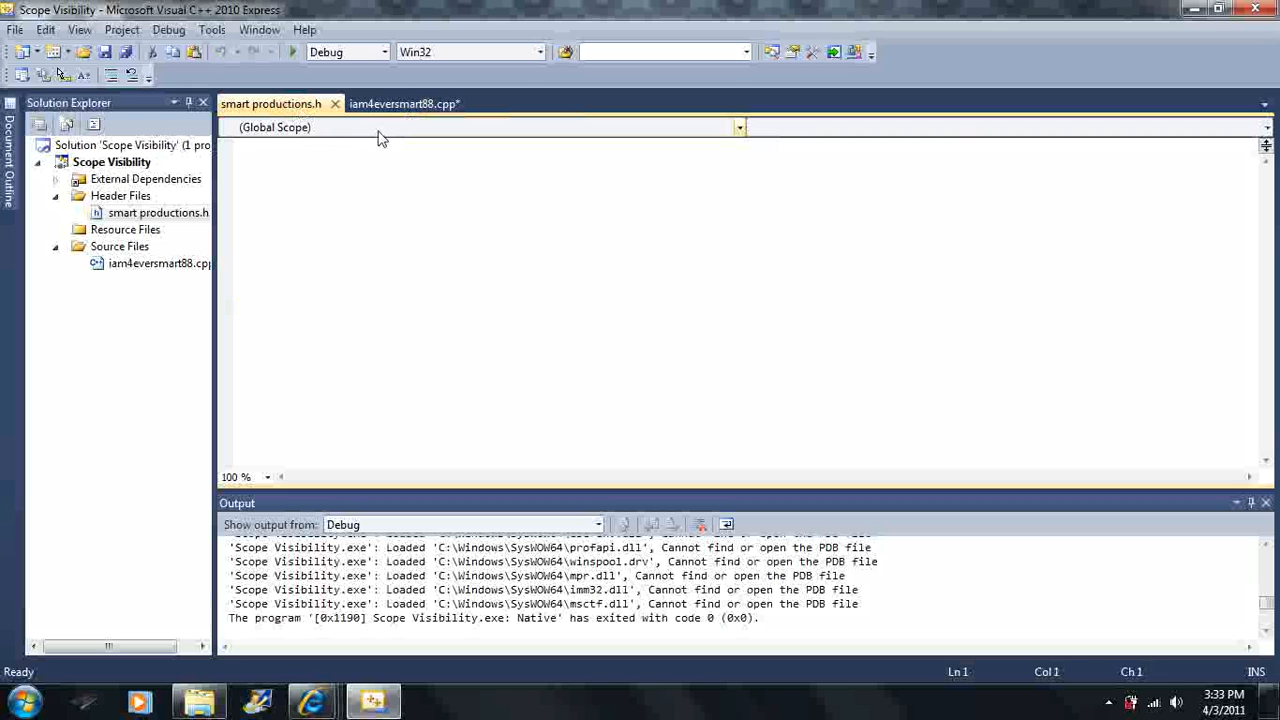 Scope Visibility - Microsoft Visual C++ 2010 Express
File Edit View Project Debug Tools Window Help
Debug Win32
Solution Explorer
smart productions.h
iam4eversmart88.cpp*
Document Outline
(Global Scope)
Solution 'Scope Visibility' (1 pro
Scope Visibility
External Dependencies
Header Files
smart productions.h
Resource Files
Source Files
iam4eversmart88.cpp
100 %
Output
Show output from: Debug
'Scope Visibility.exe': Loaded 'C:\Windows\SysWOW64\profapi.dll', Cannot find or open the PDB file
'Scope Visibility.exe': Loaded 'C:\Windows\SysWOW64\winspool.drv', Cannot find or open the PDB file
'Scope Visibility.exe': Loaded 'C:\Windows\SysWOW64\mpr.dll', Cannot find or open the PDB file
'Scope Visibility.exe': Loaded 'C:\Windows\SysWOW64\imm32.dll', Cannot find or open the PDB file
'Scope Visibility.exe': Loaded 'C:\Windows\SysWOW64\msctf.dll', Cannot find or open the PDB file
The program '[0x1190] Scope Visibility.exe: Native' has exited with code 0 (0x0).
Ready Ln 1 Col 1 Ch 1 INS
3:33 PM
4/3/2011